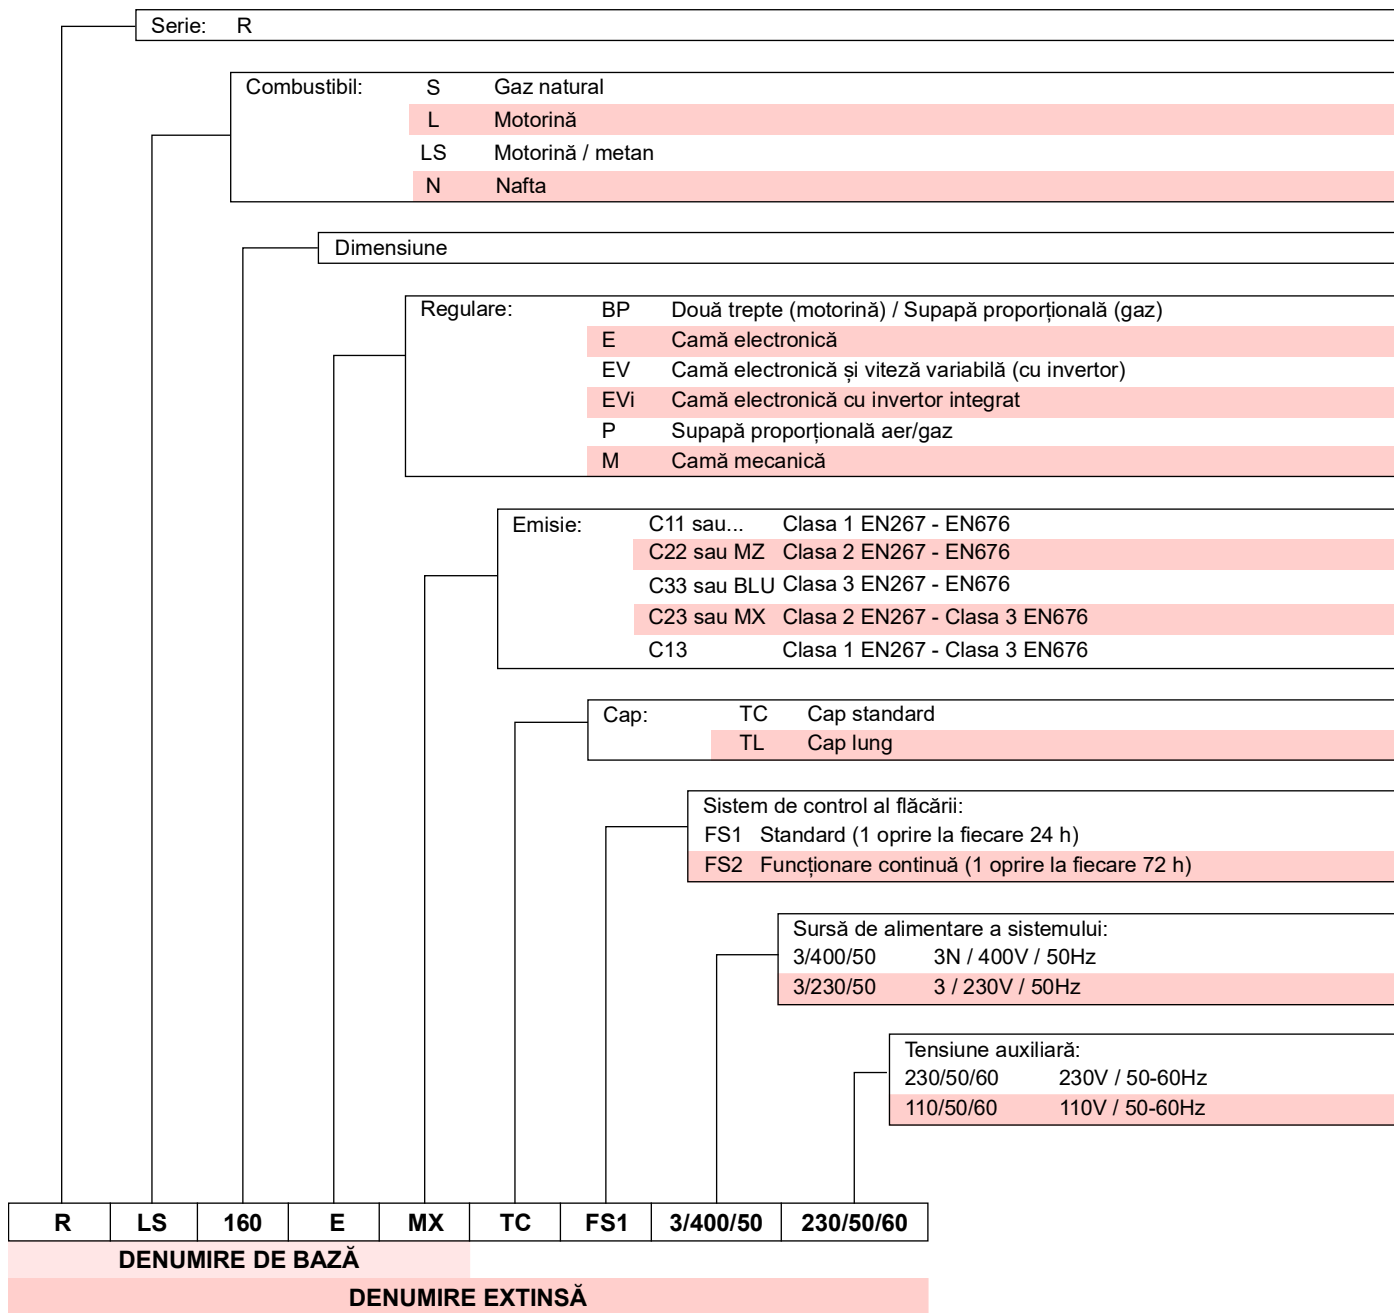 Serie: R
Combustibil: S Gaz natural
L Motorină
LS Motorină / metan
N Nafta
Dimensiune
Regulare: BP Două trepte (motorină) / Supapă proporțională (gaz)
E Camă electronică
EV Camă electronică și viteză variabilă (cu invertor)
EVi Camă electronică cu invertor integrat
P Supapă proporțională aer/gaz
M Camă mecanică
Emisie: C11 sau... Clasa 1 EN267 - EN676
C22 sau MZ Clasa 2 EN267 - EN676
C33 sau BLU Clasa 3 EN267 - EN676
C23 sau MX Clasa 2 EN267 - Clasa 3 EN676
C13 Clasa 1 EN267 - Clasa 3 EN676
Cap: TC Cap standard
TL Cap lung
Sistem de control al flăcării:
FS1 Standard (1 oprire la fiecare 24 h)
FS2 Funcționare continuă (1 oprire la fiecare 72 h)
Sursă de alimentare a sistemului:
3/400/50 3N / 400V / 50Hz
3/230/50 3 / 230V / 50Hz
Tensiune auxiliară:
230/50/60 230V / 50-60Hz
110/50/60 110V / 50-60Hz
R LS 160 E MX TC FS1 3/400/50 230/50/60
DENUMIRE DE BAZĂ
DENUMIRE EXTINSĂ